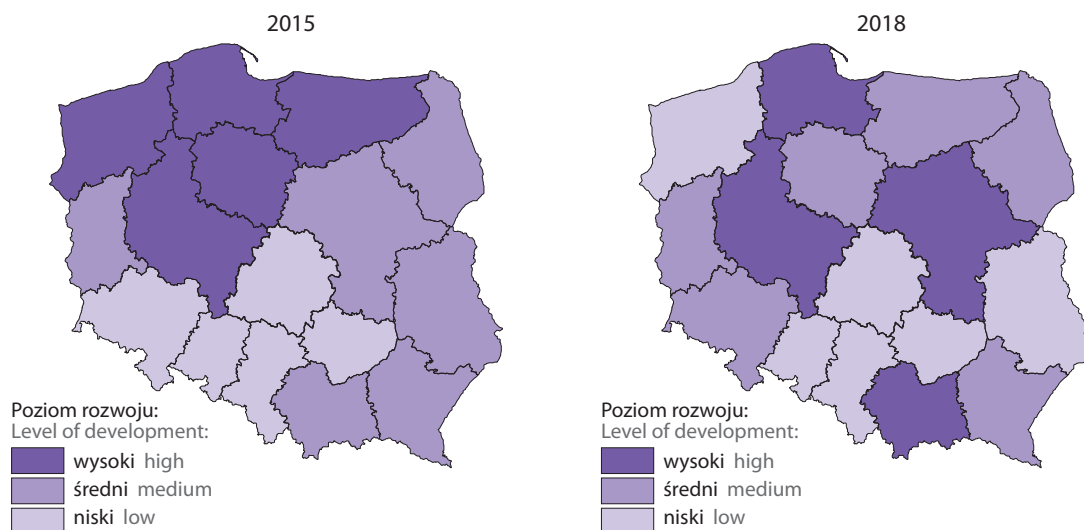 2015
Poziom rozwoju:
Level of development:
wysoki high
średni medium
niski low
2018
Poziom rozwoju:
Level of development:
wysoki high
średni medium
niski low